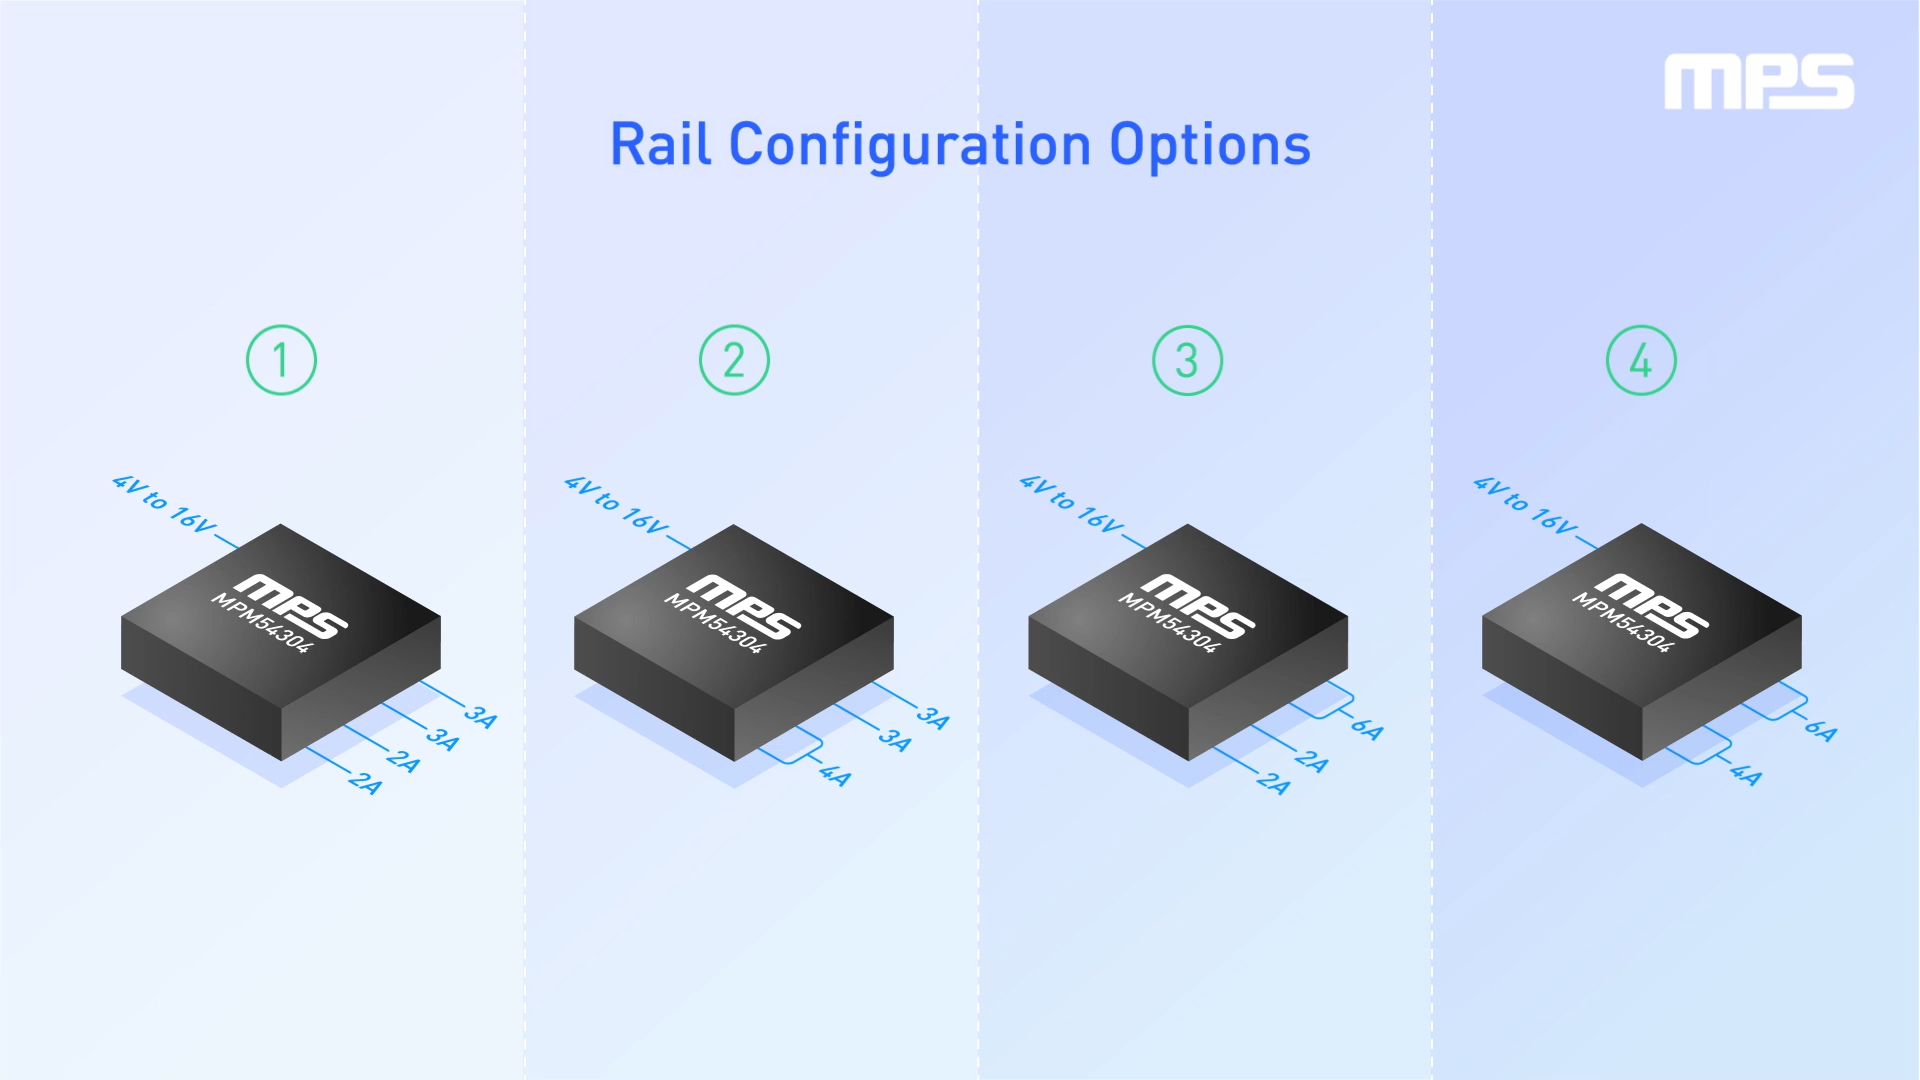 MPS
Rail Configuration Options
1
2
3
4
4V to 16V
MPS
MPM54304
3A
3A
2A
2A
4V to 16V
MPS
MPM54304
3A
3A
4A
4V to 16V
MPS
MPM54304
6A
2A
2A
4V to 16V
MPS
MPM54304
6A
4A